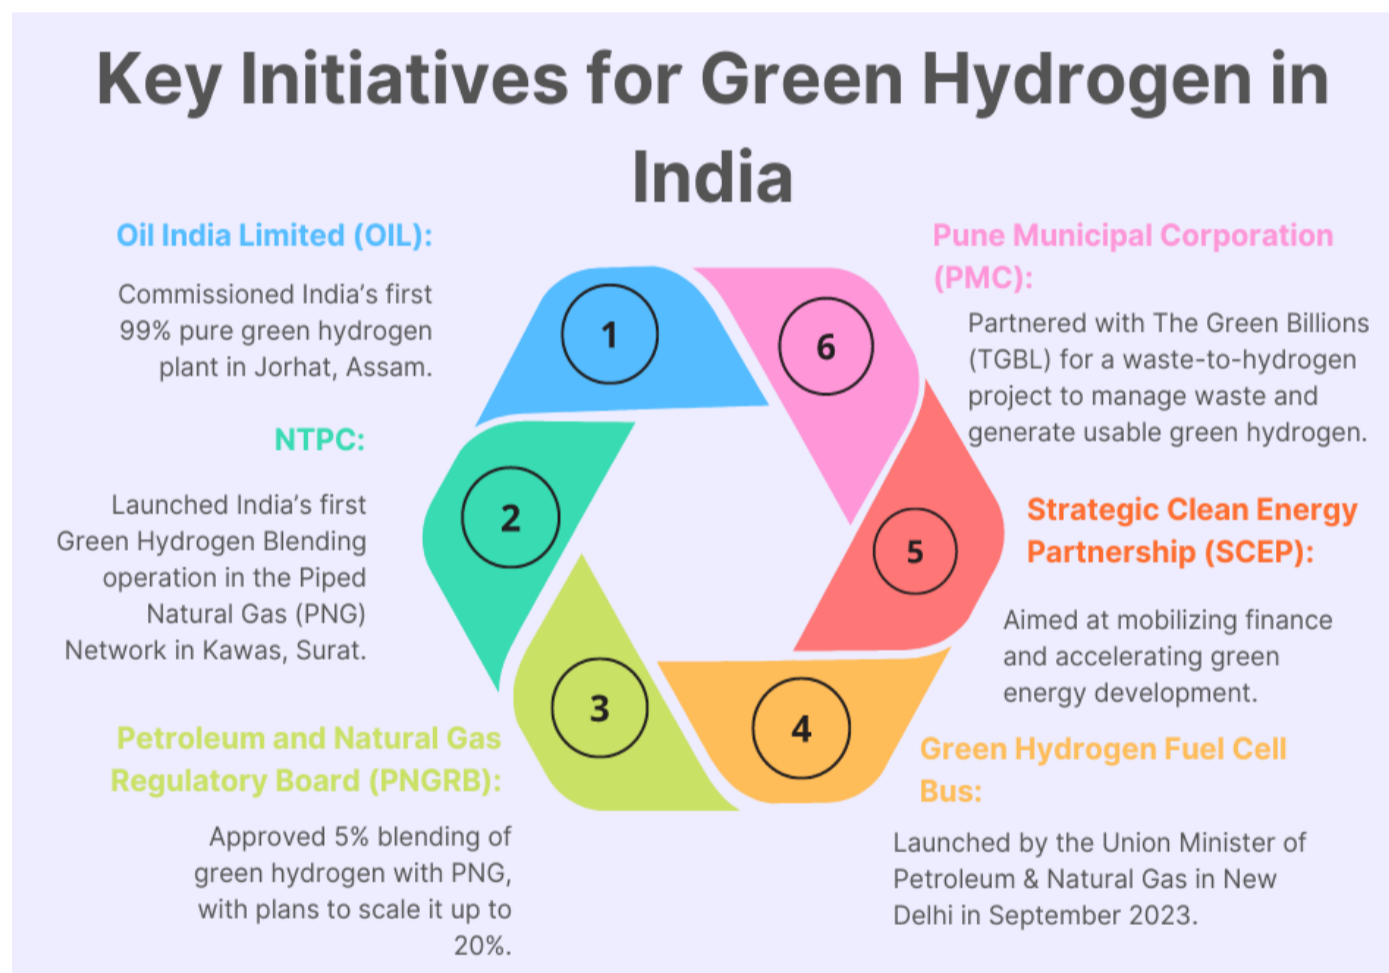 Key Initiatives for Green Hydrogen in
India
Oil India Limited (OIL):
Commissioned India's first
99% pure green hydrogen
plant in Jorhat, Assam.
NTPC:
Launched India's first
Green Hydrogen Blending
operation in the Piped
Natural Gas (PNG)
Network in Kawas, Surat.
Petroleum and Natural Gas
Regulatory Board (PNGRB):
Approved 5% blending of
green hydrogen with PNG,
with plans to scale it up to
20%.
1
2
3
4
5
6
Pune Municipal Corporation
(PMC):
Partnered with The Green Billions
(TGBL) for a waste-to-hydrogen
project to manage waste and
generate usable green hydrogen.
Strategic Clean Energy
Partnership (SCEP):
Aimed at mobilizing finance
and accelerating green
energy development.
Green Hydrogen Fuel Cell
Bus:
Launched by the Union Minister of
Petroleum & Natural Gas in New
Delhi in September 2023.